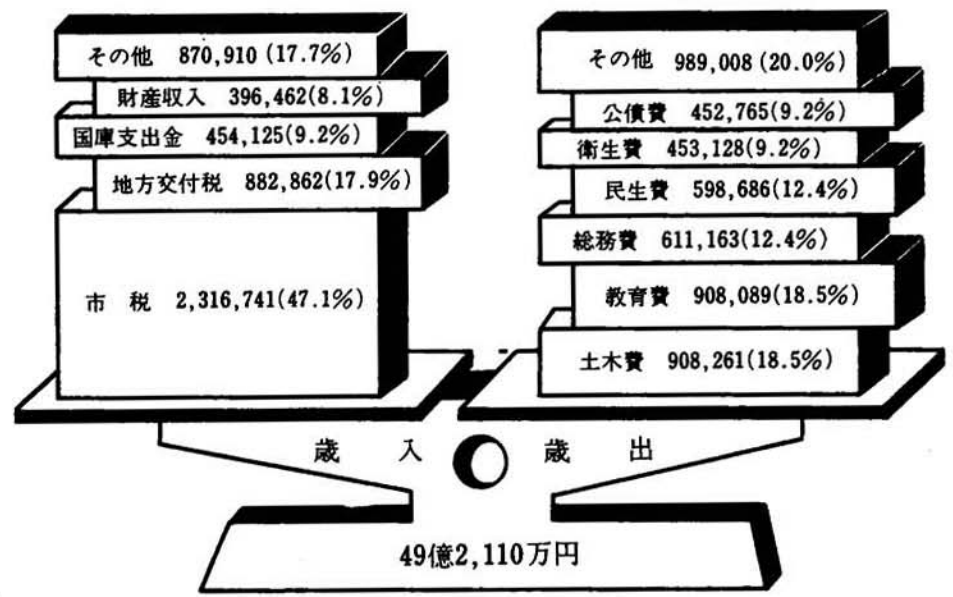 その他 870,910(17.7%)
財産収入 396,462(8.1%)
国庫支出金 454,125(9.2%)
地方交付税 882,862(17.9%)
市税 2,316,741(47.1%)
その他 989,008(20.0%)
公債費 452,765(9.2%)
衛生費 453,128(9.2%)
民生費 598,686(12.4%)
総務費 611,163(12.4%)
教育費 908,089(18.5%)
土木費 908,261(18.5%)
歳入 歳出
49億2,110万円